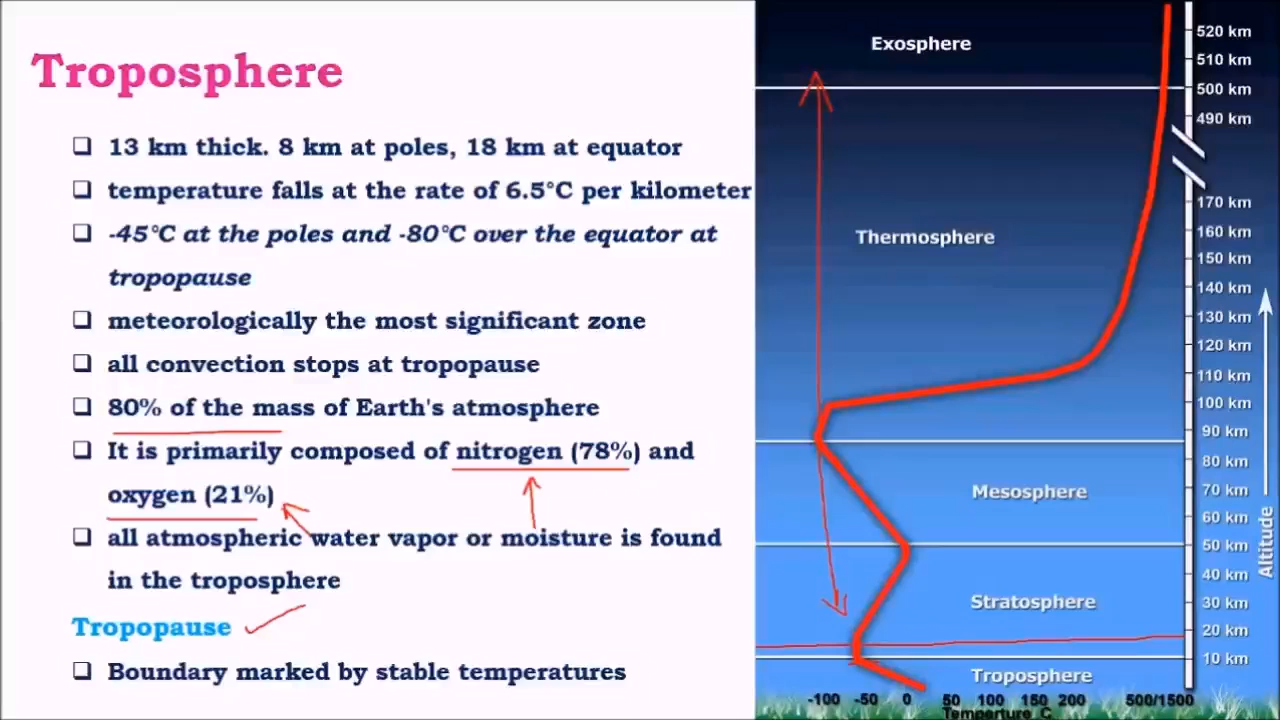 Troposphere
❑ 13 km thick. 8 km at poles, 18 km at equator
❑ temperature falls at the rate of 6.5°C per kilometer
❑ -45°C at the poles and -80°C over the equator at
tropopause
❑ meteorologically the most significant zone
❑ all convection stops at tropopause
❑ 80% of the mass of Earth's atmosphere
❑ It is primarily composed of nitrogen (78%) and
oxygen (21%)
❑ all atmospheric water vapor or moisture is found
in the troposphere
Tropopause
❑ Boundary marked by stable temperatures
Exosphere
Thermosphere
Mesosphere
Stratosphere
Troposphere
520 km
510 km
500 km
490 km
170 km
160 km
150 km
140 km
130 km
120 km
110 km
100 km
90 km
80 km
70 km
60 km
50 km
40 km
30 km
20 km
10 km
Altitude
-100 -50 0 50 100 150 200 500/1500
Temperture C